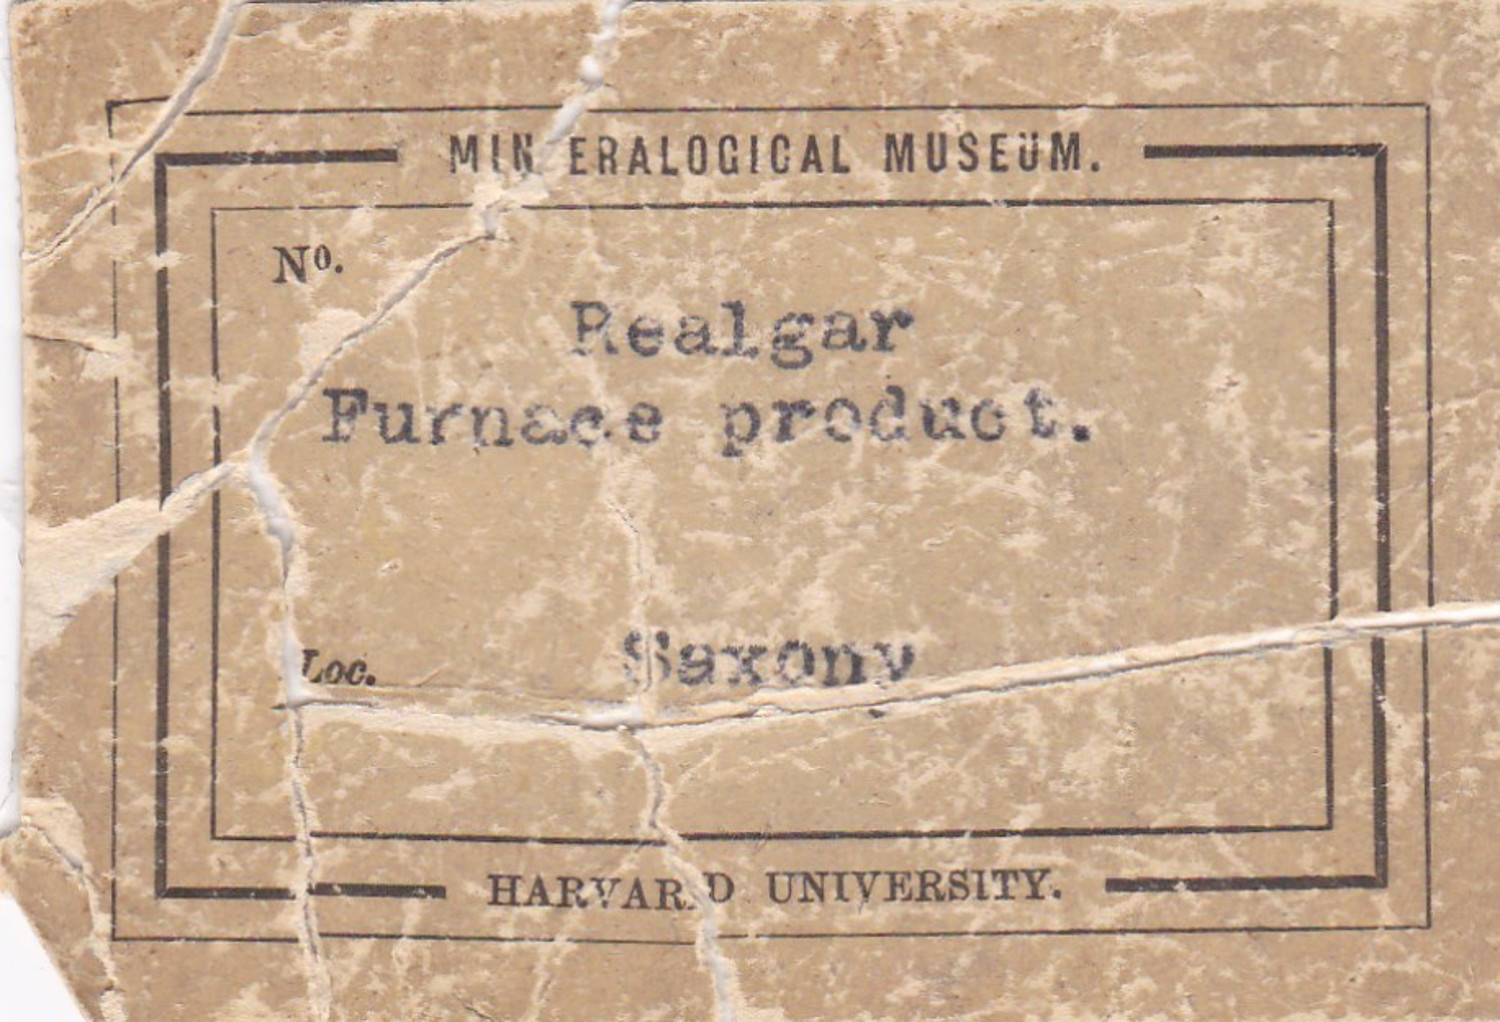 MINERALOGICAL MUSEUM.
No.
Realgar
Furnace product.
Loc. Saxony
HARVARD UNIVERSITY.